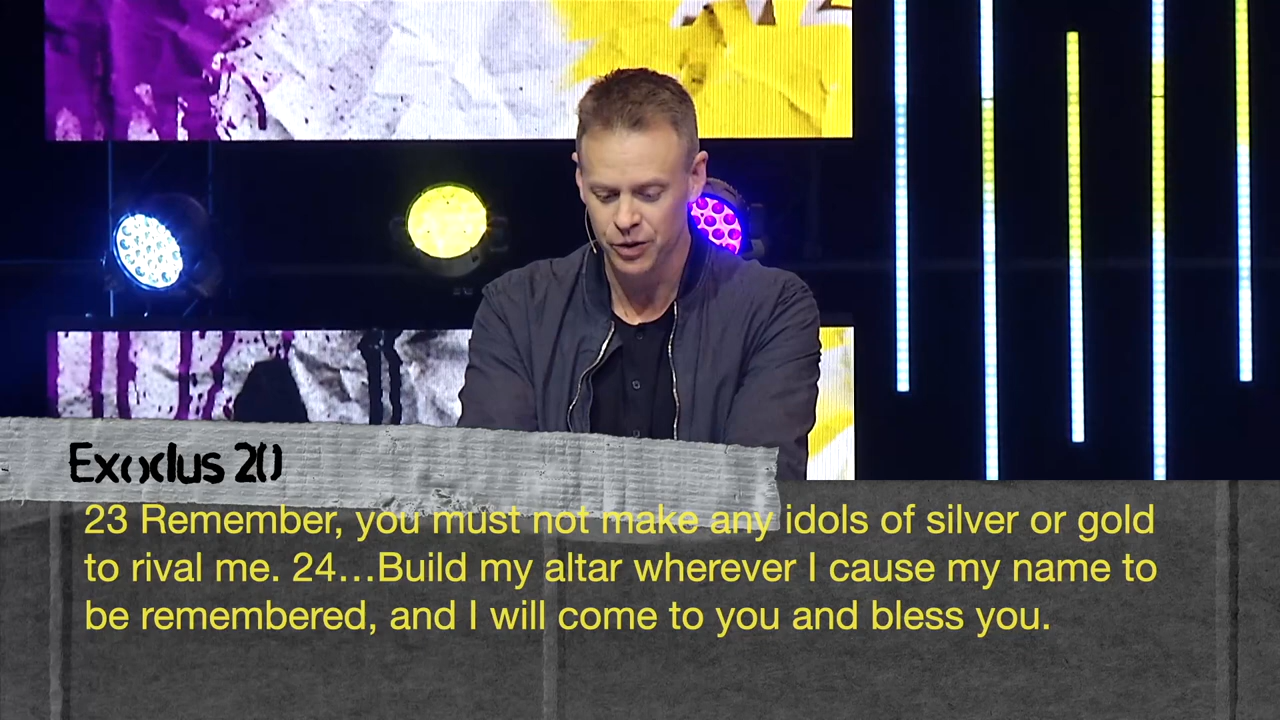 Exodus 20
23 Remember, you must not make any idols of silver or gold
to rival me. 24...Build my altar wherever I cause my name to
be remembered, and I will come to you and bless you.